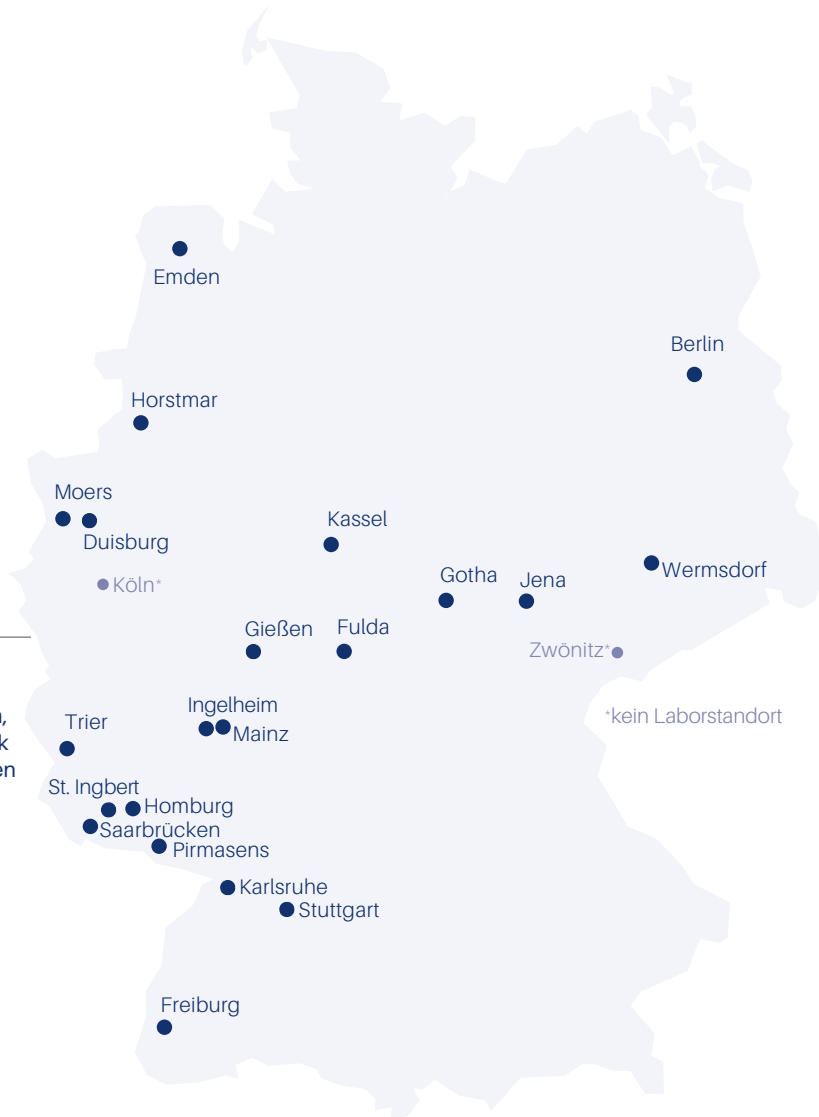 Emden
Berlin
Horstmar
Moers
Duisburg
Kassel
Köln*
Gotha
Jena
Wermsdorf
Gießen
Fulda
Zwönitz*
Ingelheim
Mainz
*kein Laborstandort
Trier
St. Ingbert
Homburg
Saarbrücken
Pirmasens
Karlsruhe
Stuttgart
Freiburg